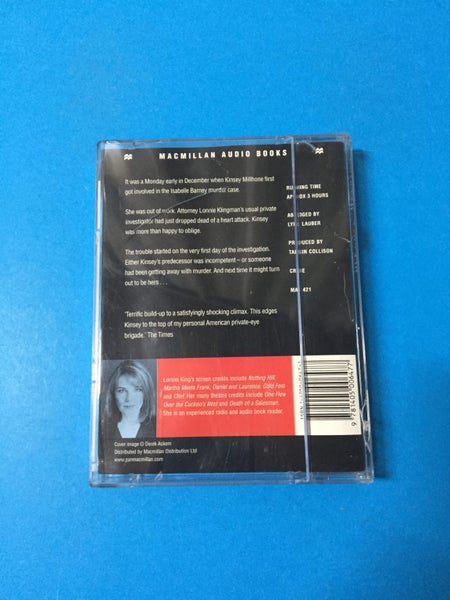 MACMILLAN AUDIO BOOKS
It was a Monday early in December when Kinsey Millhone first
got involved in the Isabelle Barney murder case.
She was out of work. Attorney Lonnie Klingman's usual private
investigator had just dropped dead of a heart attack. Kinsey
was more than happy to oblige.
The trouble started on the very first day of the investigation.
Either Kinsey's predecessor was incompetent – or someone
had been getting away with murder. And next time it might turn
out to be hers . . .
'Terrific build-up to a satisfyingly shocking climax. This edges
Kinsey to the top of my personal American private-eye
brigade.' The Times
RUNNING TIME
APPROX 3 HOURS
ABRIDGED BY
LAUBER
PRODUCED BY
COLLISON
CRIME
421
Lorelei King's screen credits include Notting Hill,
Martha Meets Frank, Daniel and Laurence, Cold Feet
and Chef. Her many theatre credits include One Flew
Over the Cuckoo's Nest and Death of a Salesman.
She is an experienced radio and audio book reader.
9 781405 006477
Cover image © Derek
Distributed by Macmillan Distribution Ltd
www.panmacmillan.com